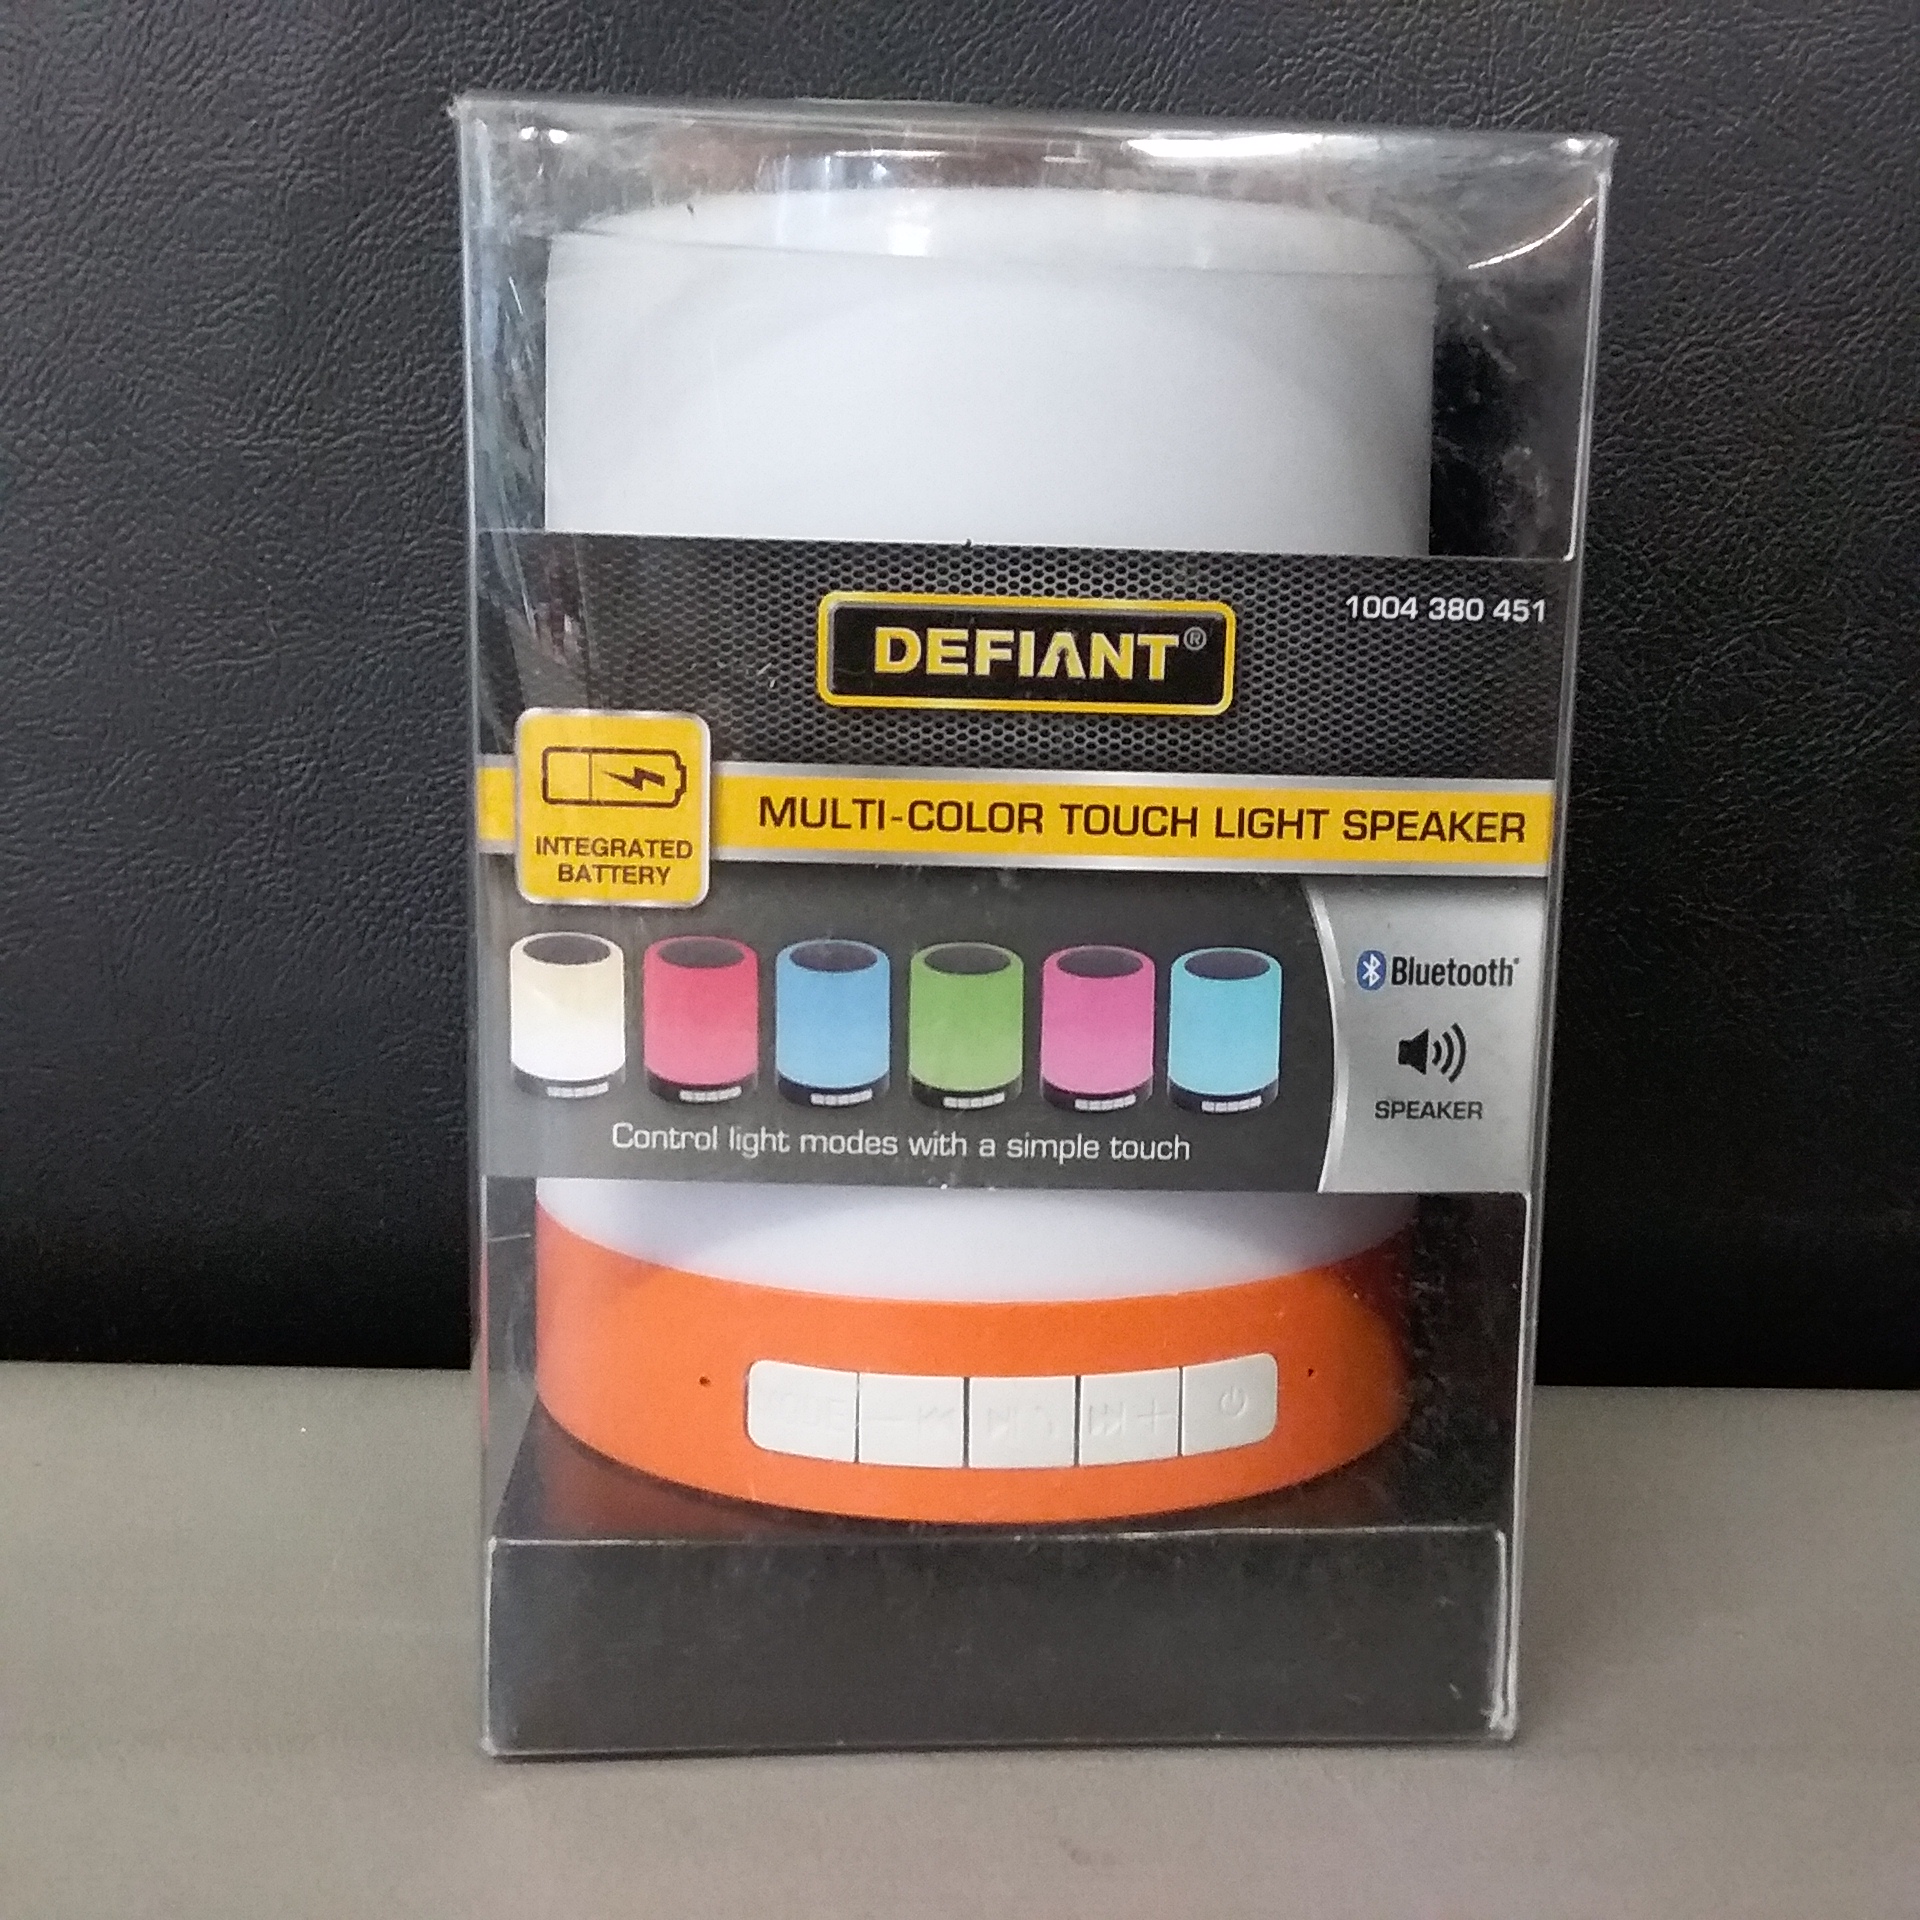 DEFIANT®
1004 380 451
INTEGRATED
BATTERY
MULTI-COLOR TOUCH LIGHT SPEAKER
Bluetooth®
SPEAKER
Control light modes with a simple touch
MODE